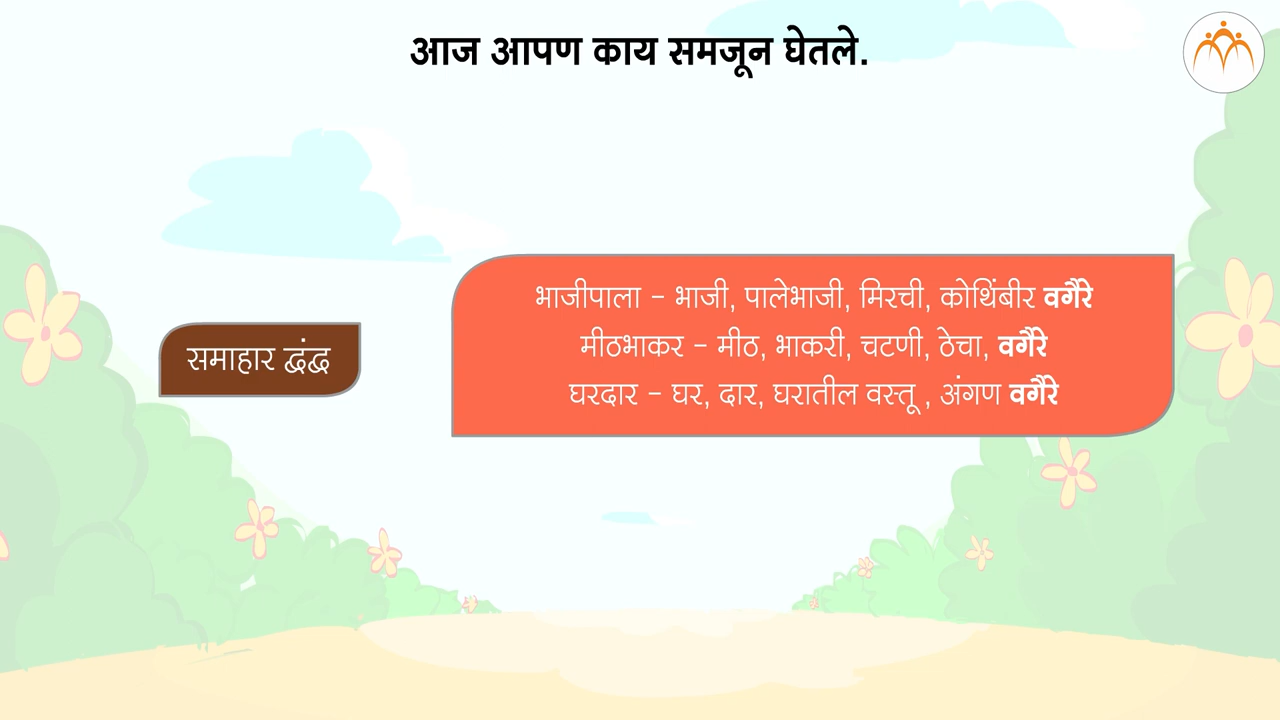 आज आपण काय समजून घेतले.
समाहार द्वंद्व
भाजीपाला - भाजी, पालेभाजी, मिरची, कोथिंबीर वगैरे
मीठभाकर - मीठ, भाकरी, चटणी, ठेचा, वगैरे
घरदार - घर, दार, घरातील वस्तू , अंगण वगैरे